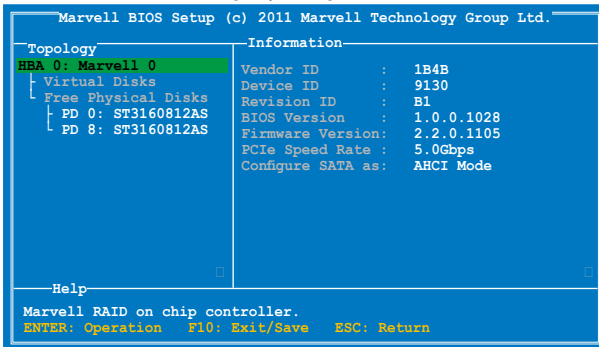 Marvell BIOS Setup (c) 2011 Marvell Technology Group Ltd.
Topology
HBA 0: Marvell 0
Virtual Disks
Free Physical Disks
PD 0: ST3160812AS
PD 8: ST3160812AS
Information
Vendor ID : 1B4B
Device ID : 9130
Revision ID : B1
BIOS Version : 1.0.0.1028
Firmware Version: 2.2.0.1105
PCIe Speed Rate : 5.0Gbps
Configure SATA as: AHCI Mode
Help
Marvell RAID on chip controller.
ENTER: Operation F10: Exit/Save ESC: Return